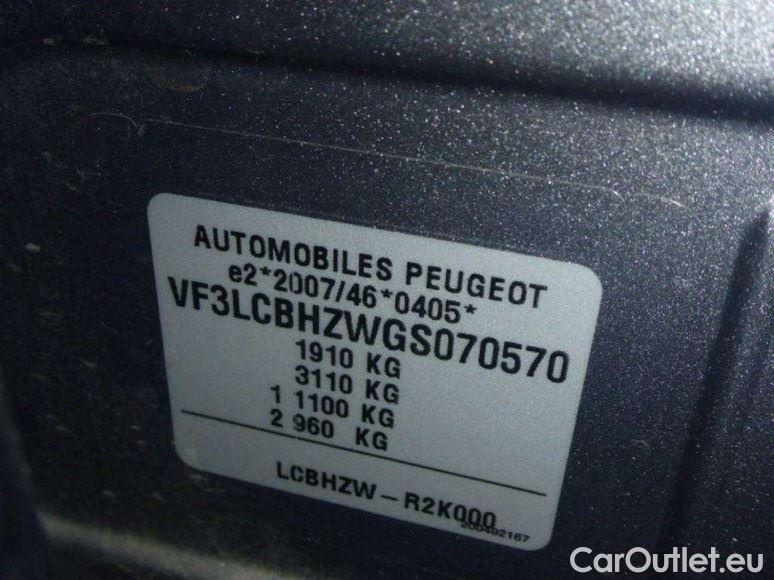 AUTOMOBILES PEUGEOT
e2*2007/46*0405*
VF3LCBHZWGS070570
1910 KG
3110 KG
1 1100 KG
2 960 KG
LCBHZW-R2K000
200492167
CarOutlet.eu